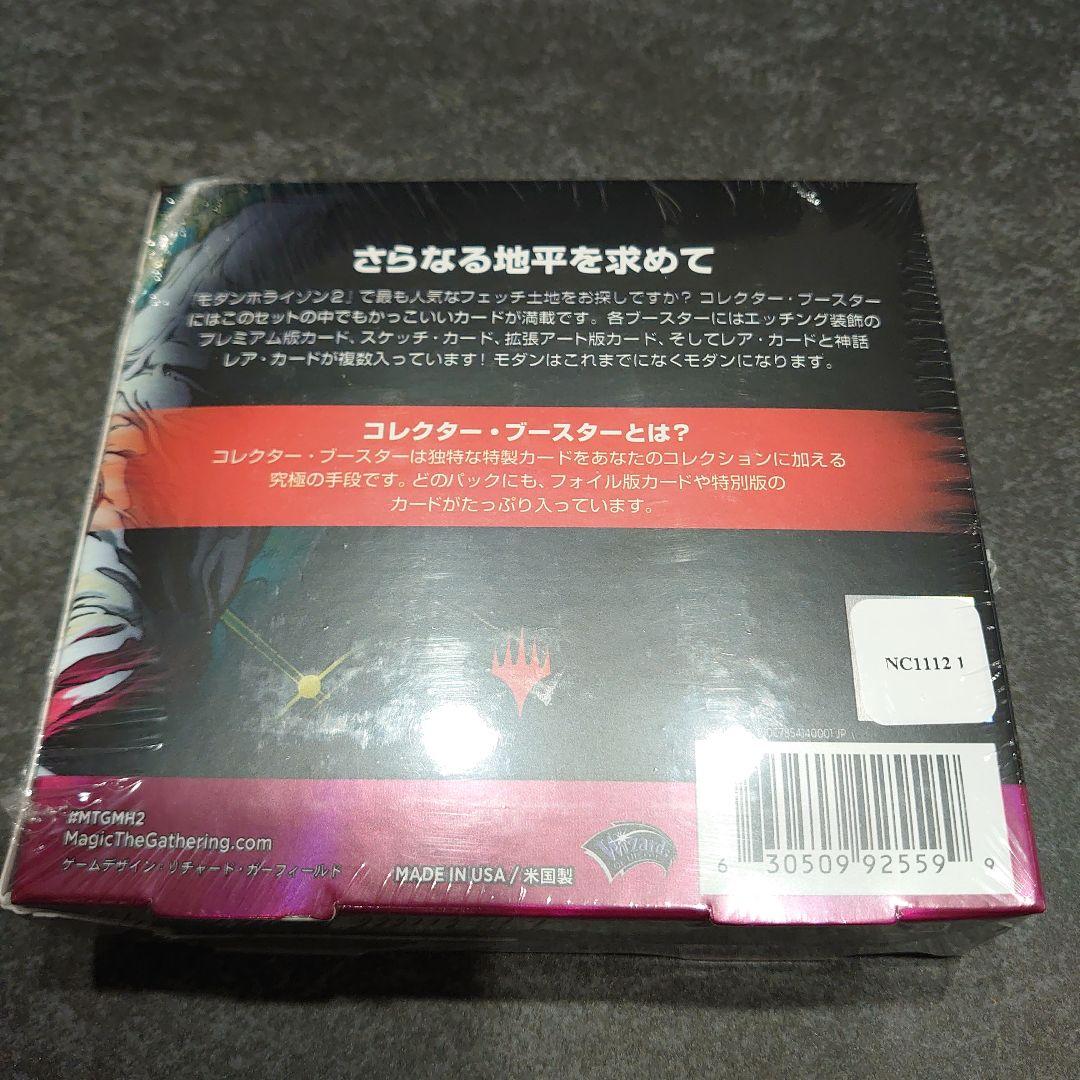 さらなる地平を求めて
『モダンホライゾン2』で最も人気なフェッチ土地をお探しですか? コレクター・ブースター
にはこのセットの中でもかっこいいカードが満載です。各ブースターにはエッチング装飾の
プレミアム版カード、スケッチ・カード、拡張アート版カード、そしてレア・カードと神話
レア・カードが複数入っています! モダンはこれまでになくモダンになります。
コレクター・ブースターとは?
コレクター・ブースターは独特な特製カードをあなたのコレクションに加える
究極の手段です。どのパックにも、フォイル版カードや特別版の
カードがたっぷり入っています。
NC1112 1
#MTGMH2
MagicTheGathering.com
ゲームデザイン・リチャード・ガーフィールド
MADE IN USA / 米国製
Wizards
6 30509 92559 9